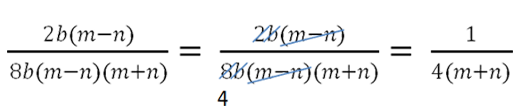 2b(m−n) / 8b(m−n)(m+n) = 2b(m−n) / 8b(m−n)(m+n) = 1 / 4(m+n)
4